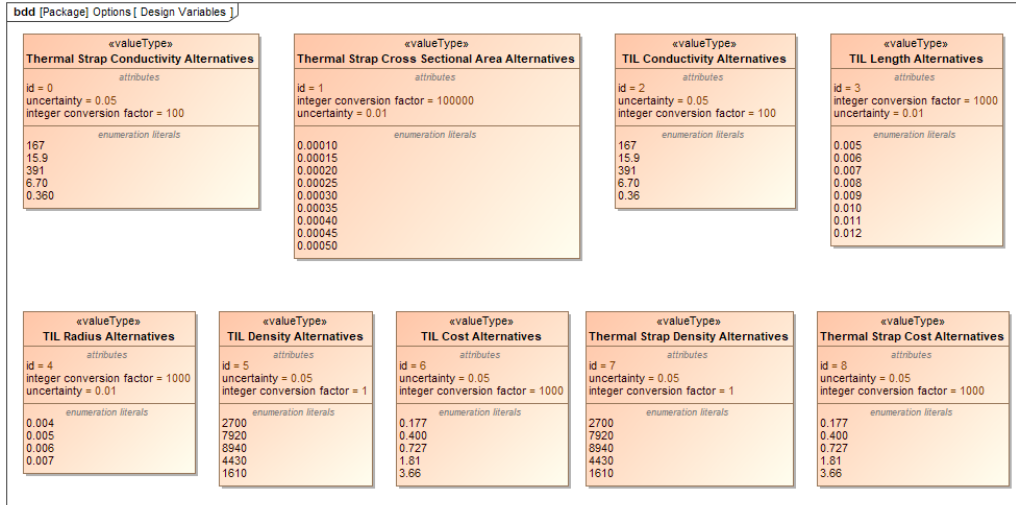 bdd [Package] Options [ Design Variables ]
«valueType»
Thermal Strap Conductivity Alternatives
attributes
id = 0
uncertainty = 0.05
integer conversion factor = 100
enumeration literals
167
15.9
391
6.70
0.360
«valueType»
Thermal Strap Cross Sectional Area Alternatives
attributes
id = 1
integer conversion factor = 100000
uncertainty = 0.01
enumeration literals
0.00010
0.00015
0.00020
0.00025
0.00030
0.00035
0.00040
0.00045
0.00050
«valueType»
TIL Conductivity Alternatives
attributes
id = 2
uncertainty = 0.05
integer conversion factor = 100
enumeration literals
167
15.9
391
6.70
0.36
«valueType»
TIL Length Alternatives
attributes
id = 3
integer conversion factor = 1000
uncertainty = 0.01
enumeration literals
0.005
0.006
0.007
0.008
0.009
0.010
0.011
0.012
«valueType»
TIL Radius Alternatives
attributes
id = 4
integer conversion factor = 1000
uncertainty = 0.01
enumeration literals
0.004
0.005
0.006
0.007
«valueType»
TIL Density Alternatives
attributes
id = 5
uncertainty = 0.05
integer conversion factor = 1
enumeration literals
2700
7920
8940
4430
1610
«valueType»
TIL Cost Alternatives
attributes
id = 6
uncertainty = 0.05
integer conversion factor = 1000
enumeration literals
0.177
0.400
0.727
1.81
3.66
«valueType»
Thermal Strap Density Alternatives
attributes
id = 7
uncertainty = 0.05
integer conversion factor = 1
enumeration literals
2700
7920
8940
4430
1610
«valueType»
Thermal Strap Cost Alternatives
attributes
id = 8
uncertainty = 0.05
integer conversion factor = 1000
enumeration literals
0.177
0.400
0.727
1.81
3.66